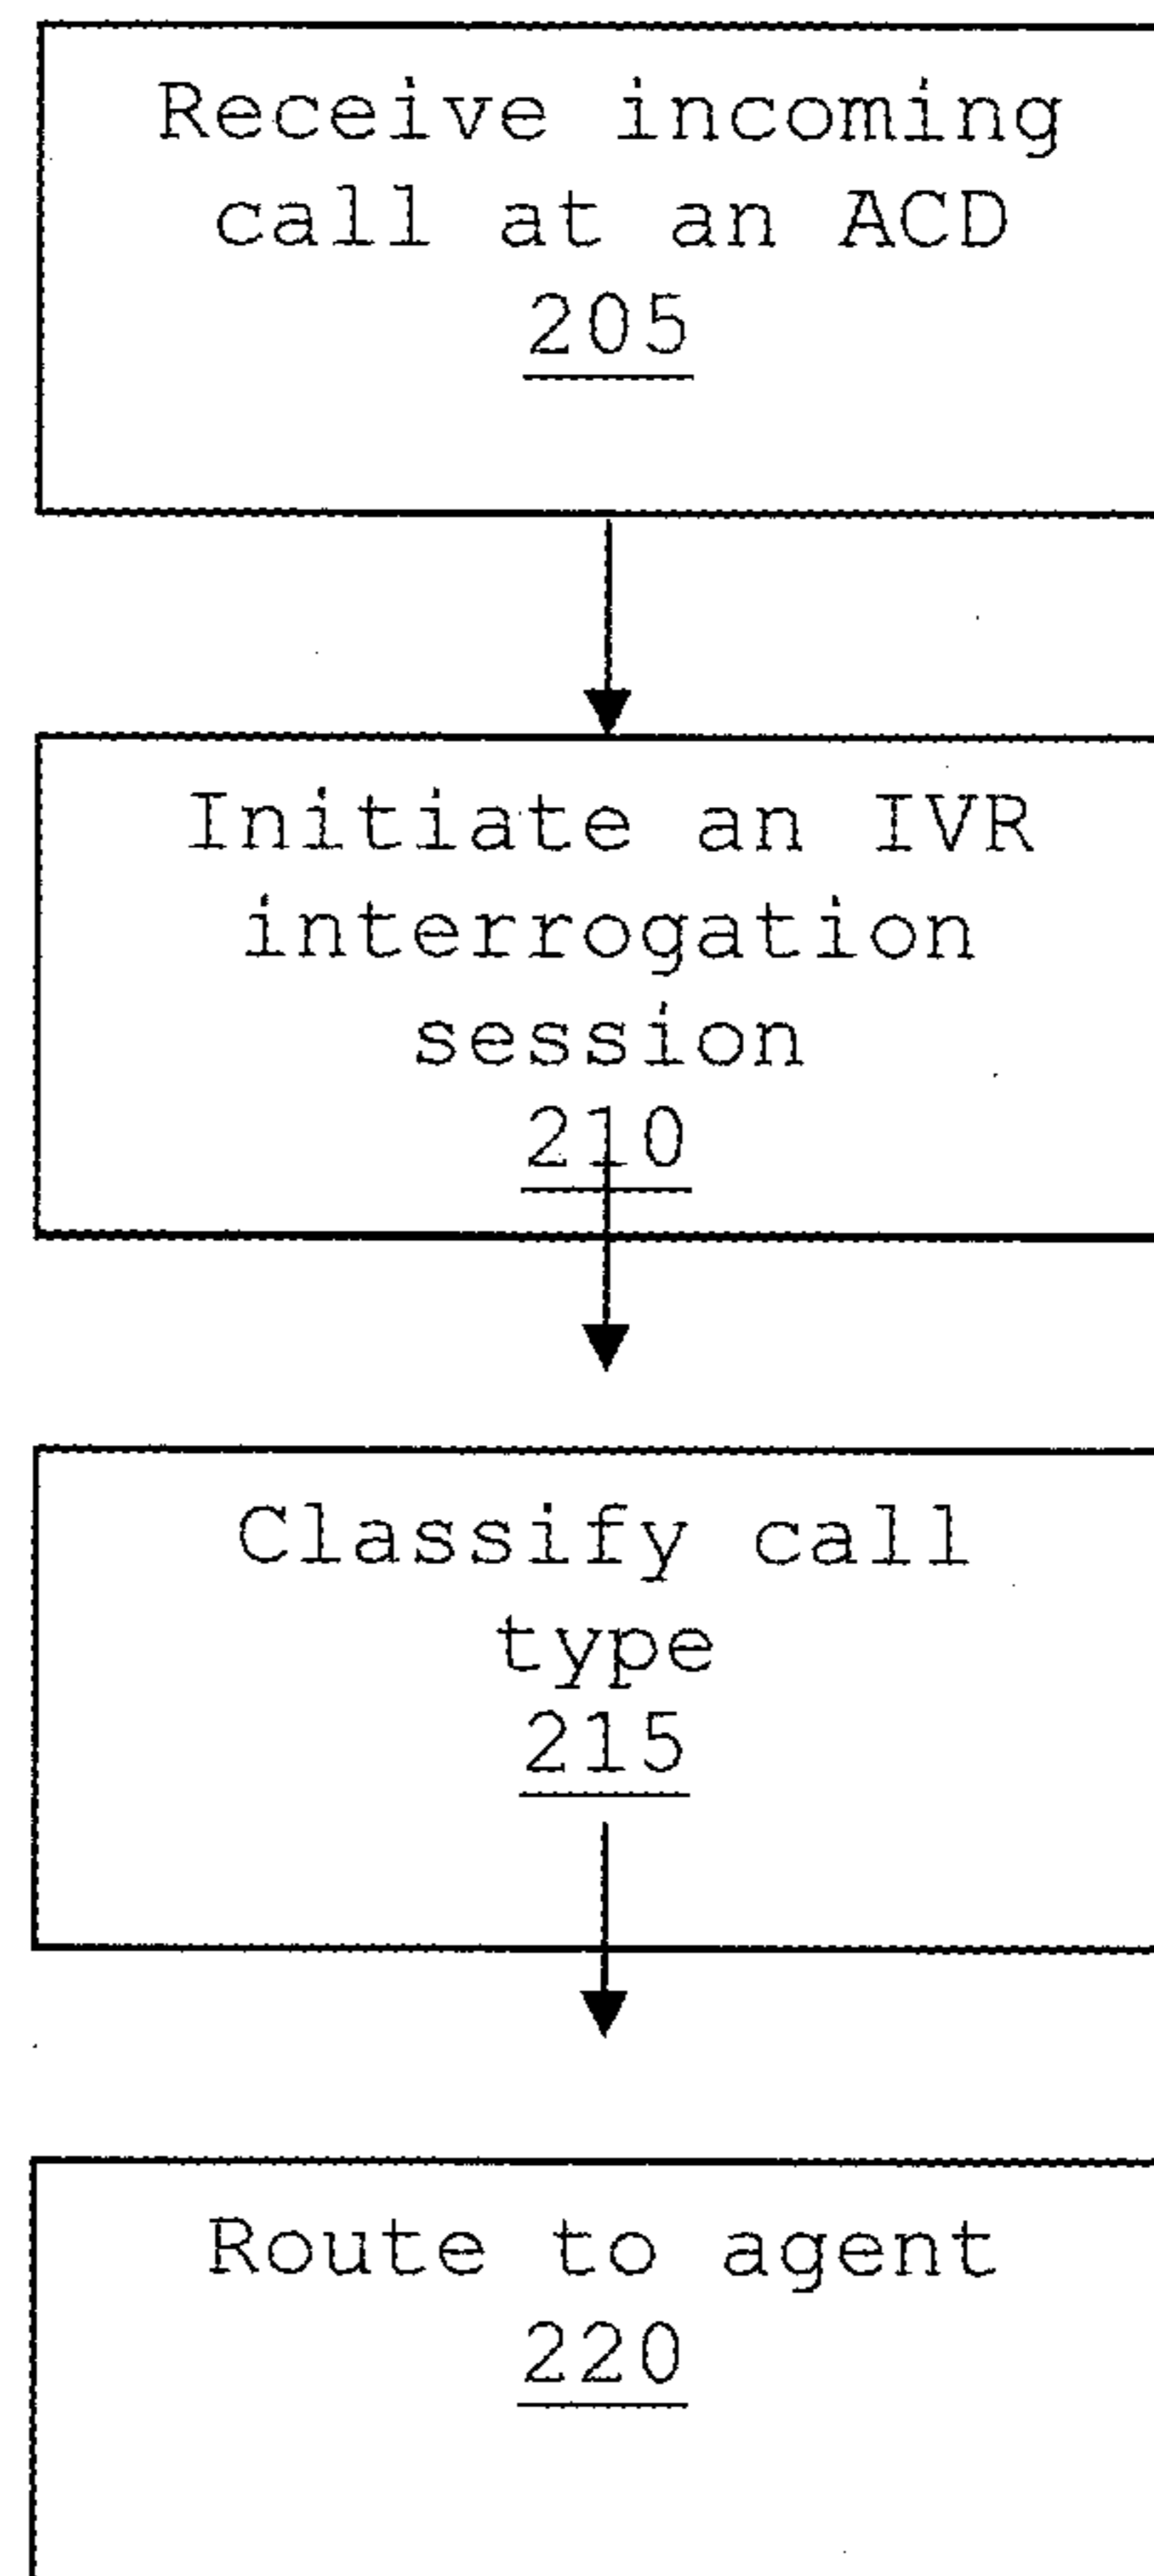 Receive incoming
call at an ACD
205
Initiate an IVR
interrogation
session
210
Classify call
type
215
Route to agent
220